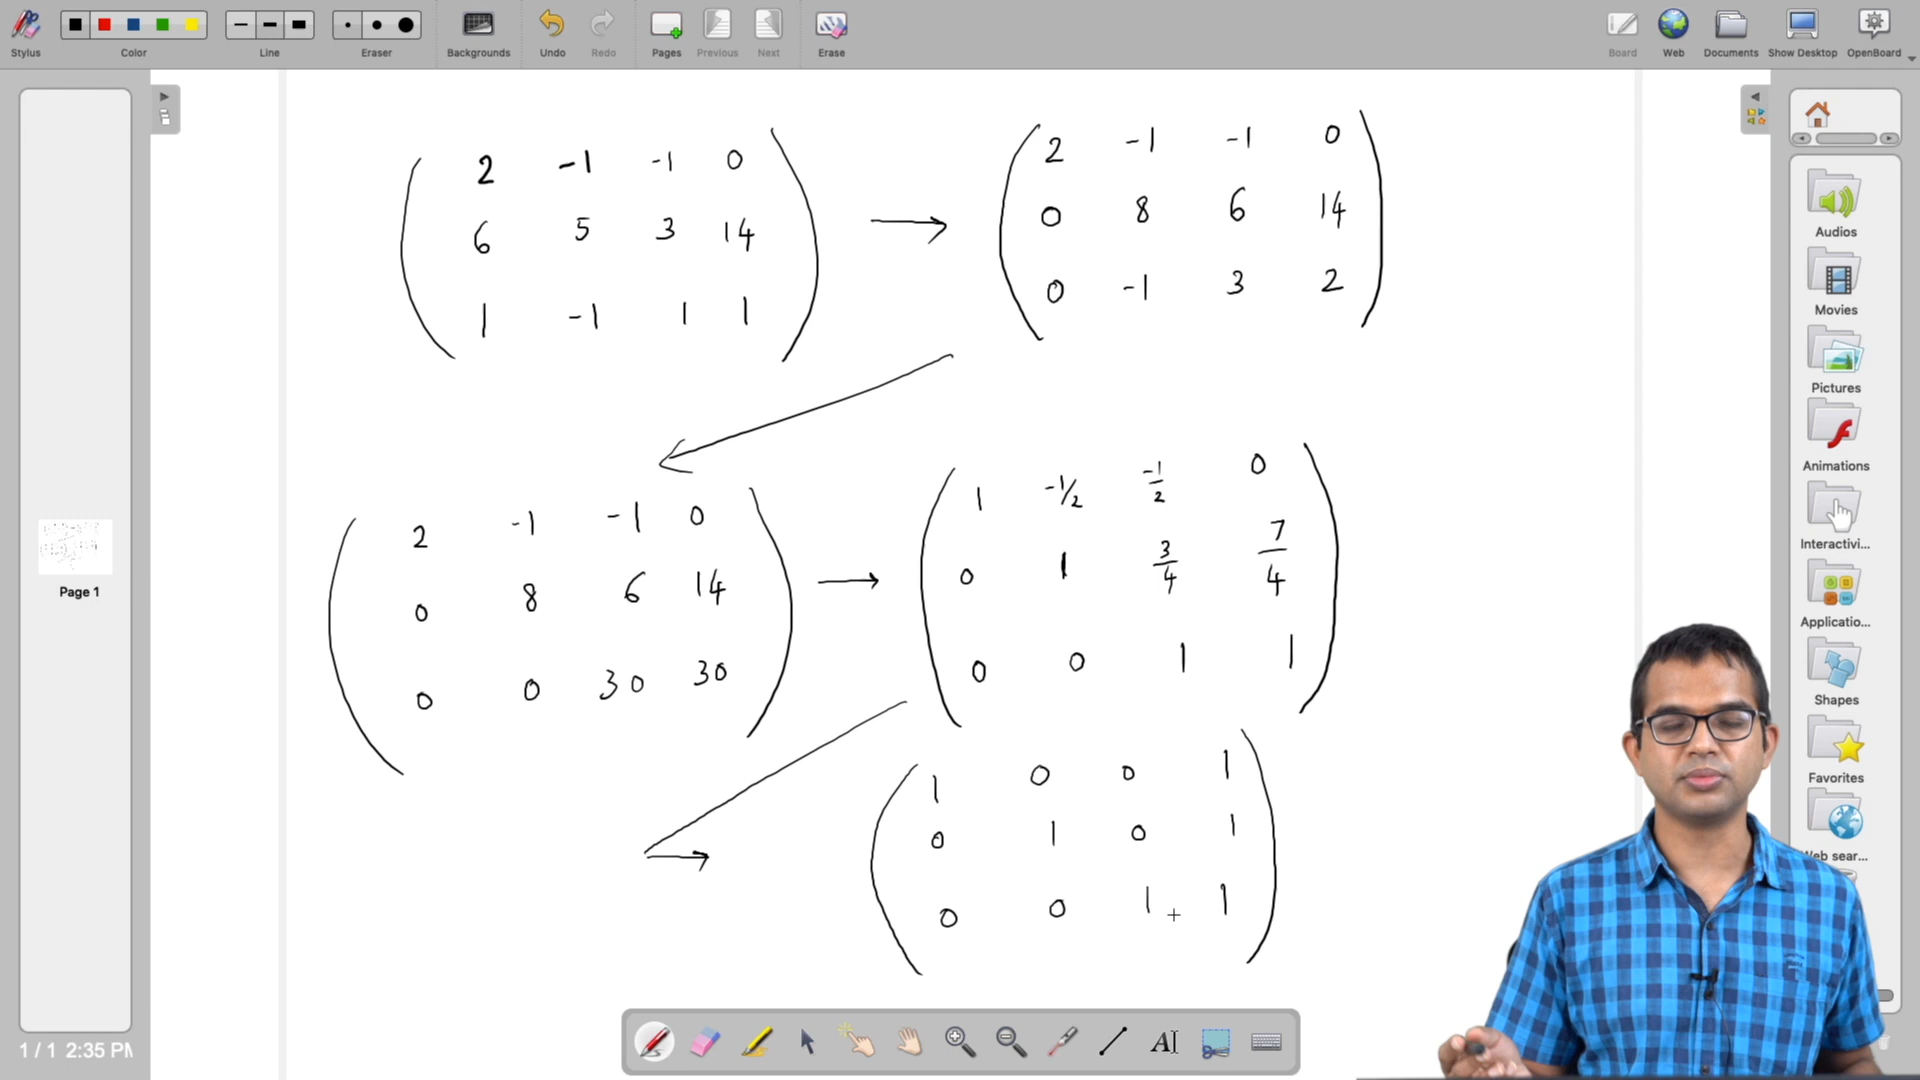 Stylus Color Line Eraser Backgrounds Undo Redo Pages Previous Next Erase Board Web Documents Show Desktop OpenBoard
2 -1 -1 0
6 5 3 14
1 -1 1 1
2 -1 -1 0
0 8 6 14
0 -1 3 2
2 -1 -1 0
0 8 6 14
0 0 30 30
1 -1/2 -1/2 0
0 1 3/4 7/4
0 0 1 1
1 0 0 1
0 1 0 1
0 0 1 1
Page 1
1 / 1 2:35 PM
Audios
Movies
Pictures
Animations
Interactivi...
Applicatio...
Shapes
Favorites
Web sear...
AI